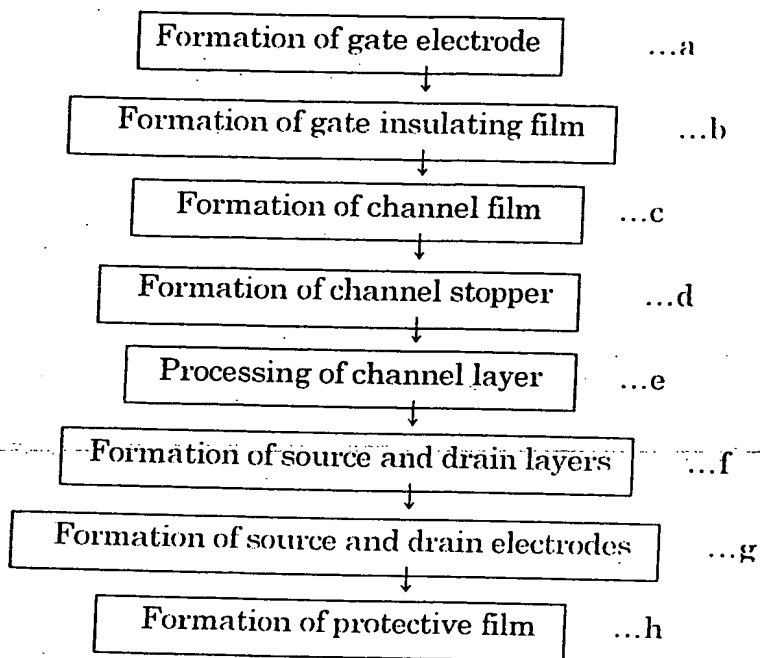 Formation of gate electrode ...a
Formation of gate insulating film ...b
Formation of channel film ...c
Formation of channel stopper ...d
Processing of channel layer ...e
Formation of source and drain layers ...f
Formation of source and drain electrodes ...g
Formation of protective film ...h